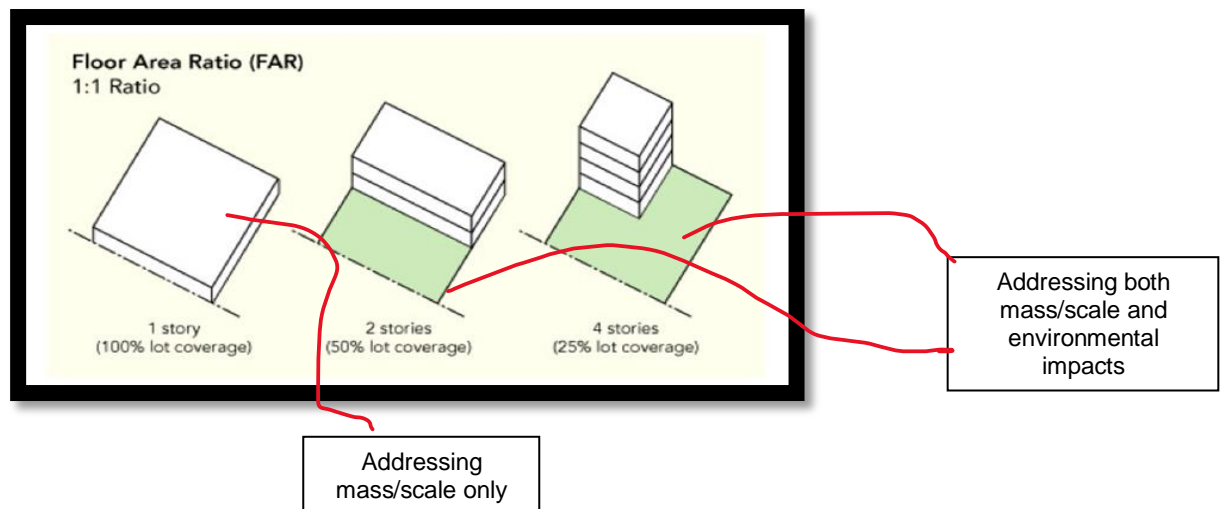 Floor Area Ratio (FAR)
1:1 Ratio
1 story
(100% lot coverage)
2 stories
(50% lot coverage)
4 stories
(25% lot coverage)
Addressing both
mass/scale and
environmental
impacts
Addressing
mass/scale only